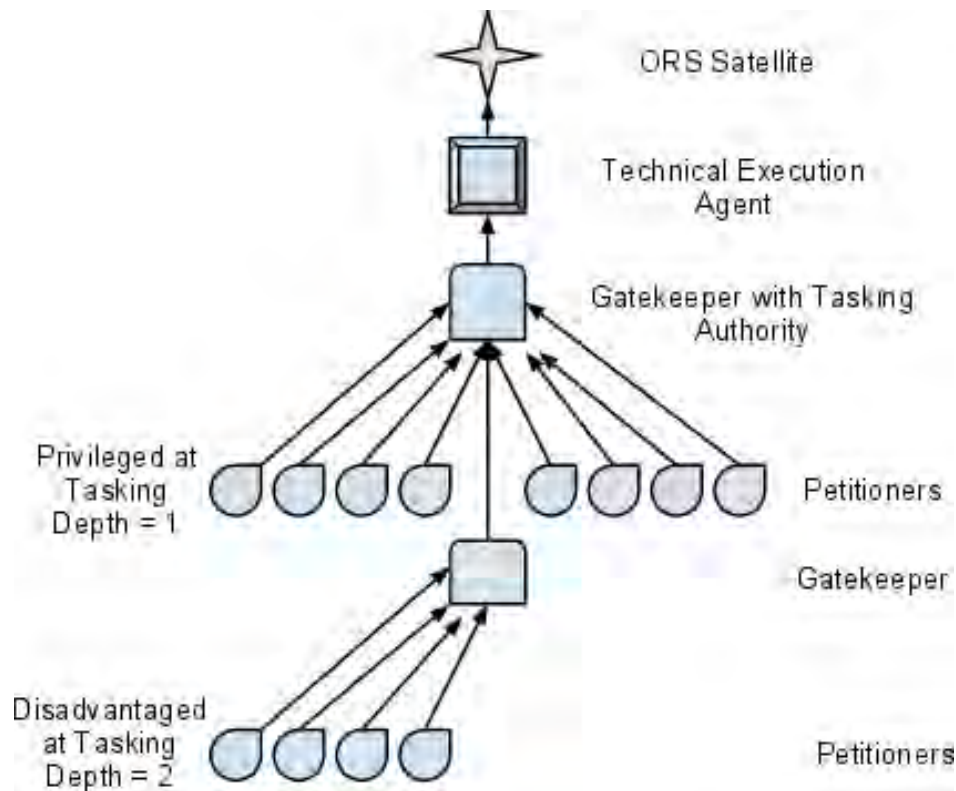 ORS Satellite
Technical Execution
Agent
Gatekeeper with Tasking
Authority
Privileged at
Tasking
Depth = 1
Petitioners
Gatekeeper
Disadvantaged
at Tasking
Depth = 2
Petitioners